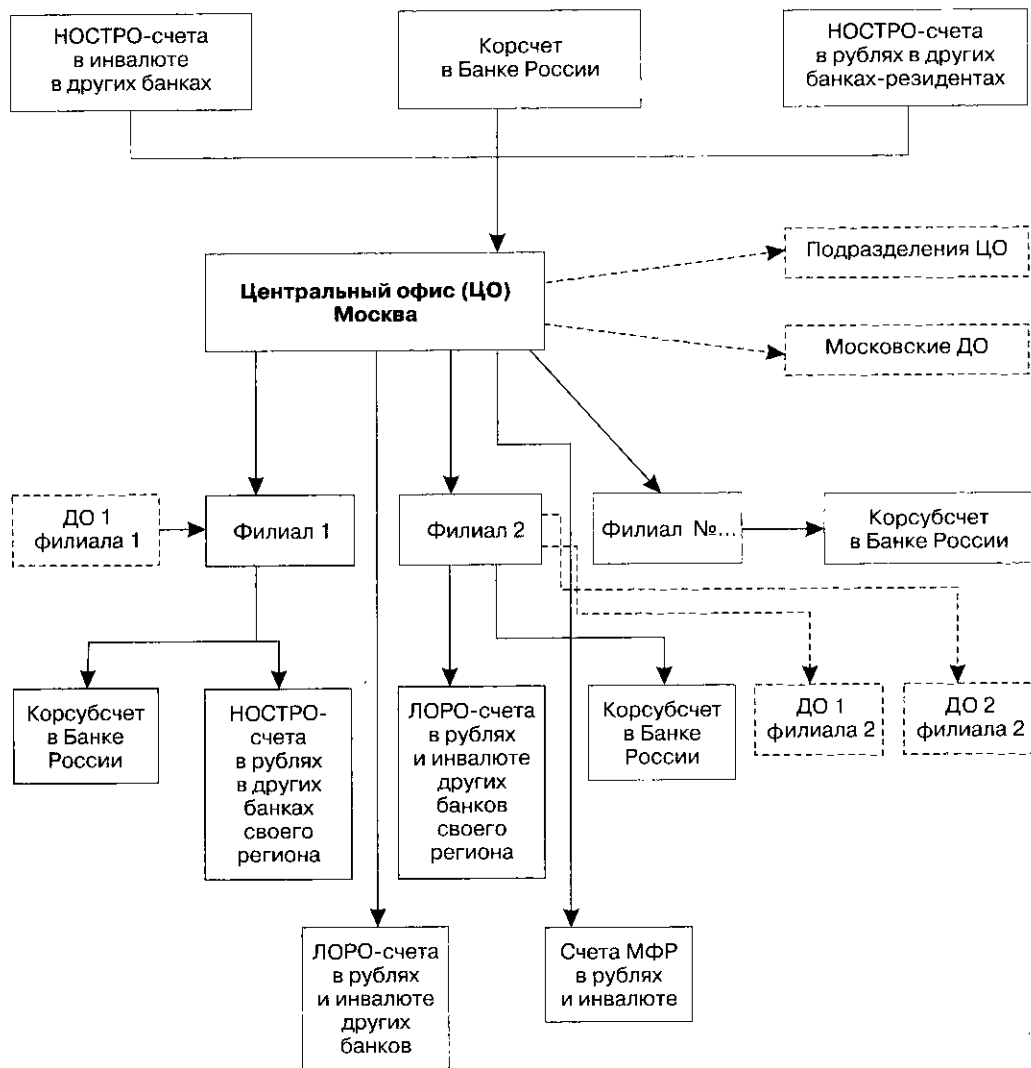 НОСТРО-счета
в инвалюте
в других банках
Корсчет
в Банке России
НОСТРО-счета
в рублях в других
банках-резидентах
Центральный офис (ЦО)
Москва
Подразделения ЦО
Московские ДО
ДО 1
филиала 1
Филиал 1
Филиал 2
Филиал №...
Корсубсчет
в Банке России
Корсубсчет
в Банке
России
НОСТРО-
счета
в рублях
в других
банках
своего
региона
ЛОРО-счета
в рублях
и инвалюте
других
банков
своего
региона
Корсубсчет
в Банке
России
ДО 1
филиала 2
ДО 2
филиала 2
ЛОРО-счета
в рублях
и инвалюте
других
банков
Счета МФР
в рублях
и инвалюте